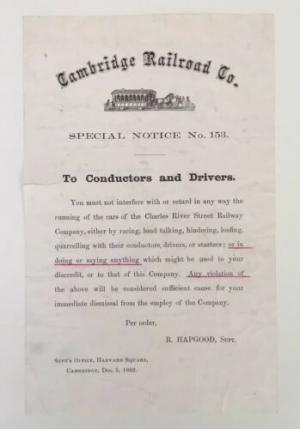 Cambridge Railroad Co.
SPECIAL NOTICE No. 153.
To Conductors and Drivers.
You must not interfere with or retard in any way the
running of the cars of the Charles River Street Railway
Company, either by racing, loud talking, hindering, loafing,
quarrelling with their conductors, drivers, or starters; or in
doing or saying anything which might be used to your
discredit, or to that of this Company. Any violation of
the above will be considered sufficient cause for your
immediate dismissal from the employ of the Company.
Per order,
R. HAPGOOD, Supt.
SUPT'S OFFICE, HARVARD SQUARE,
CAMBRIDGE, DEC. 5, 1882.